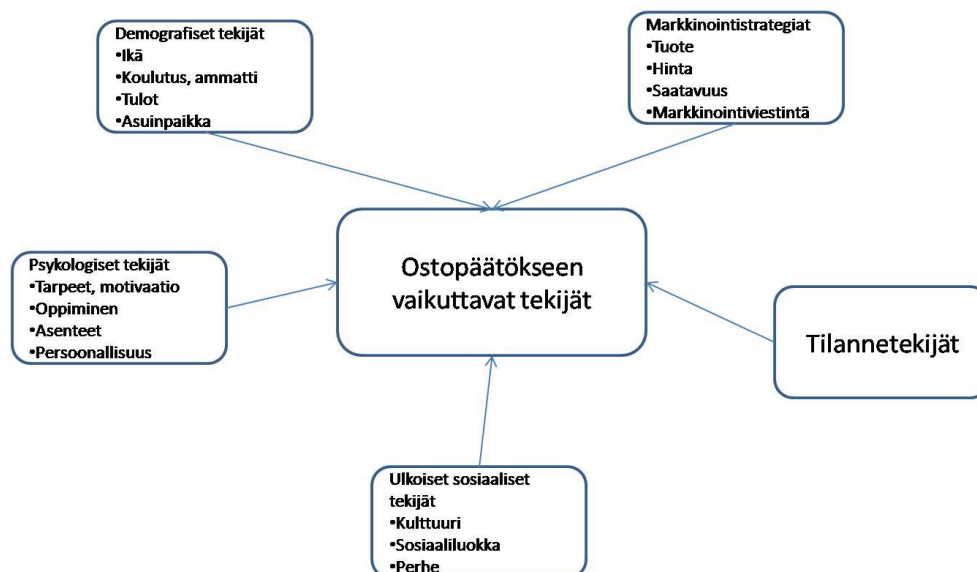 Demografiset tekijät
•Ikä
•Koulutus, ammatti
•Tulot
•Asuinpaikka
Markkinointistrategiat
•Tuote
•Hinta
•Saatavuus
•Markkinointiviestintä
Ostopäätökseen
vaikuttavat tekijät
Psykologiset tekijät
•Tarpeet, motivaatio
•Oppiminen
•Asenteet
•Persoonallisuus
Tilannetekijät
Ulkoiset sosiaaliset
tekijät
•Kulttuuri
•Sosiaaliluokka
•Perhe